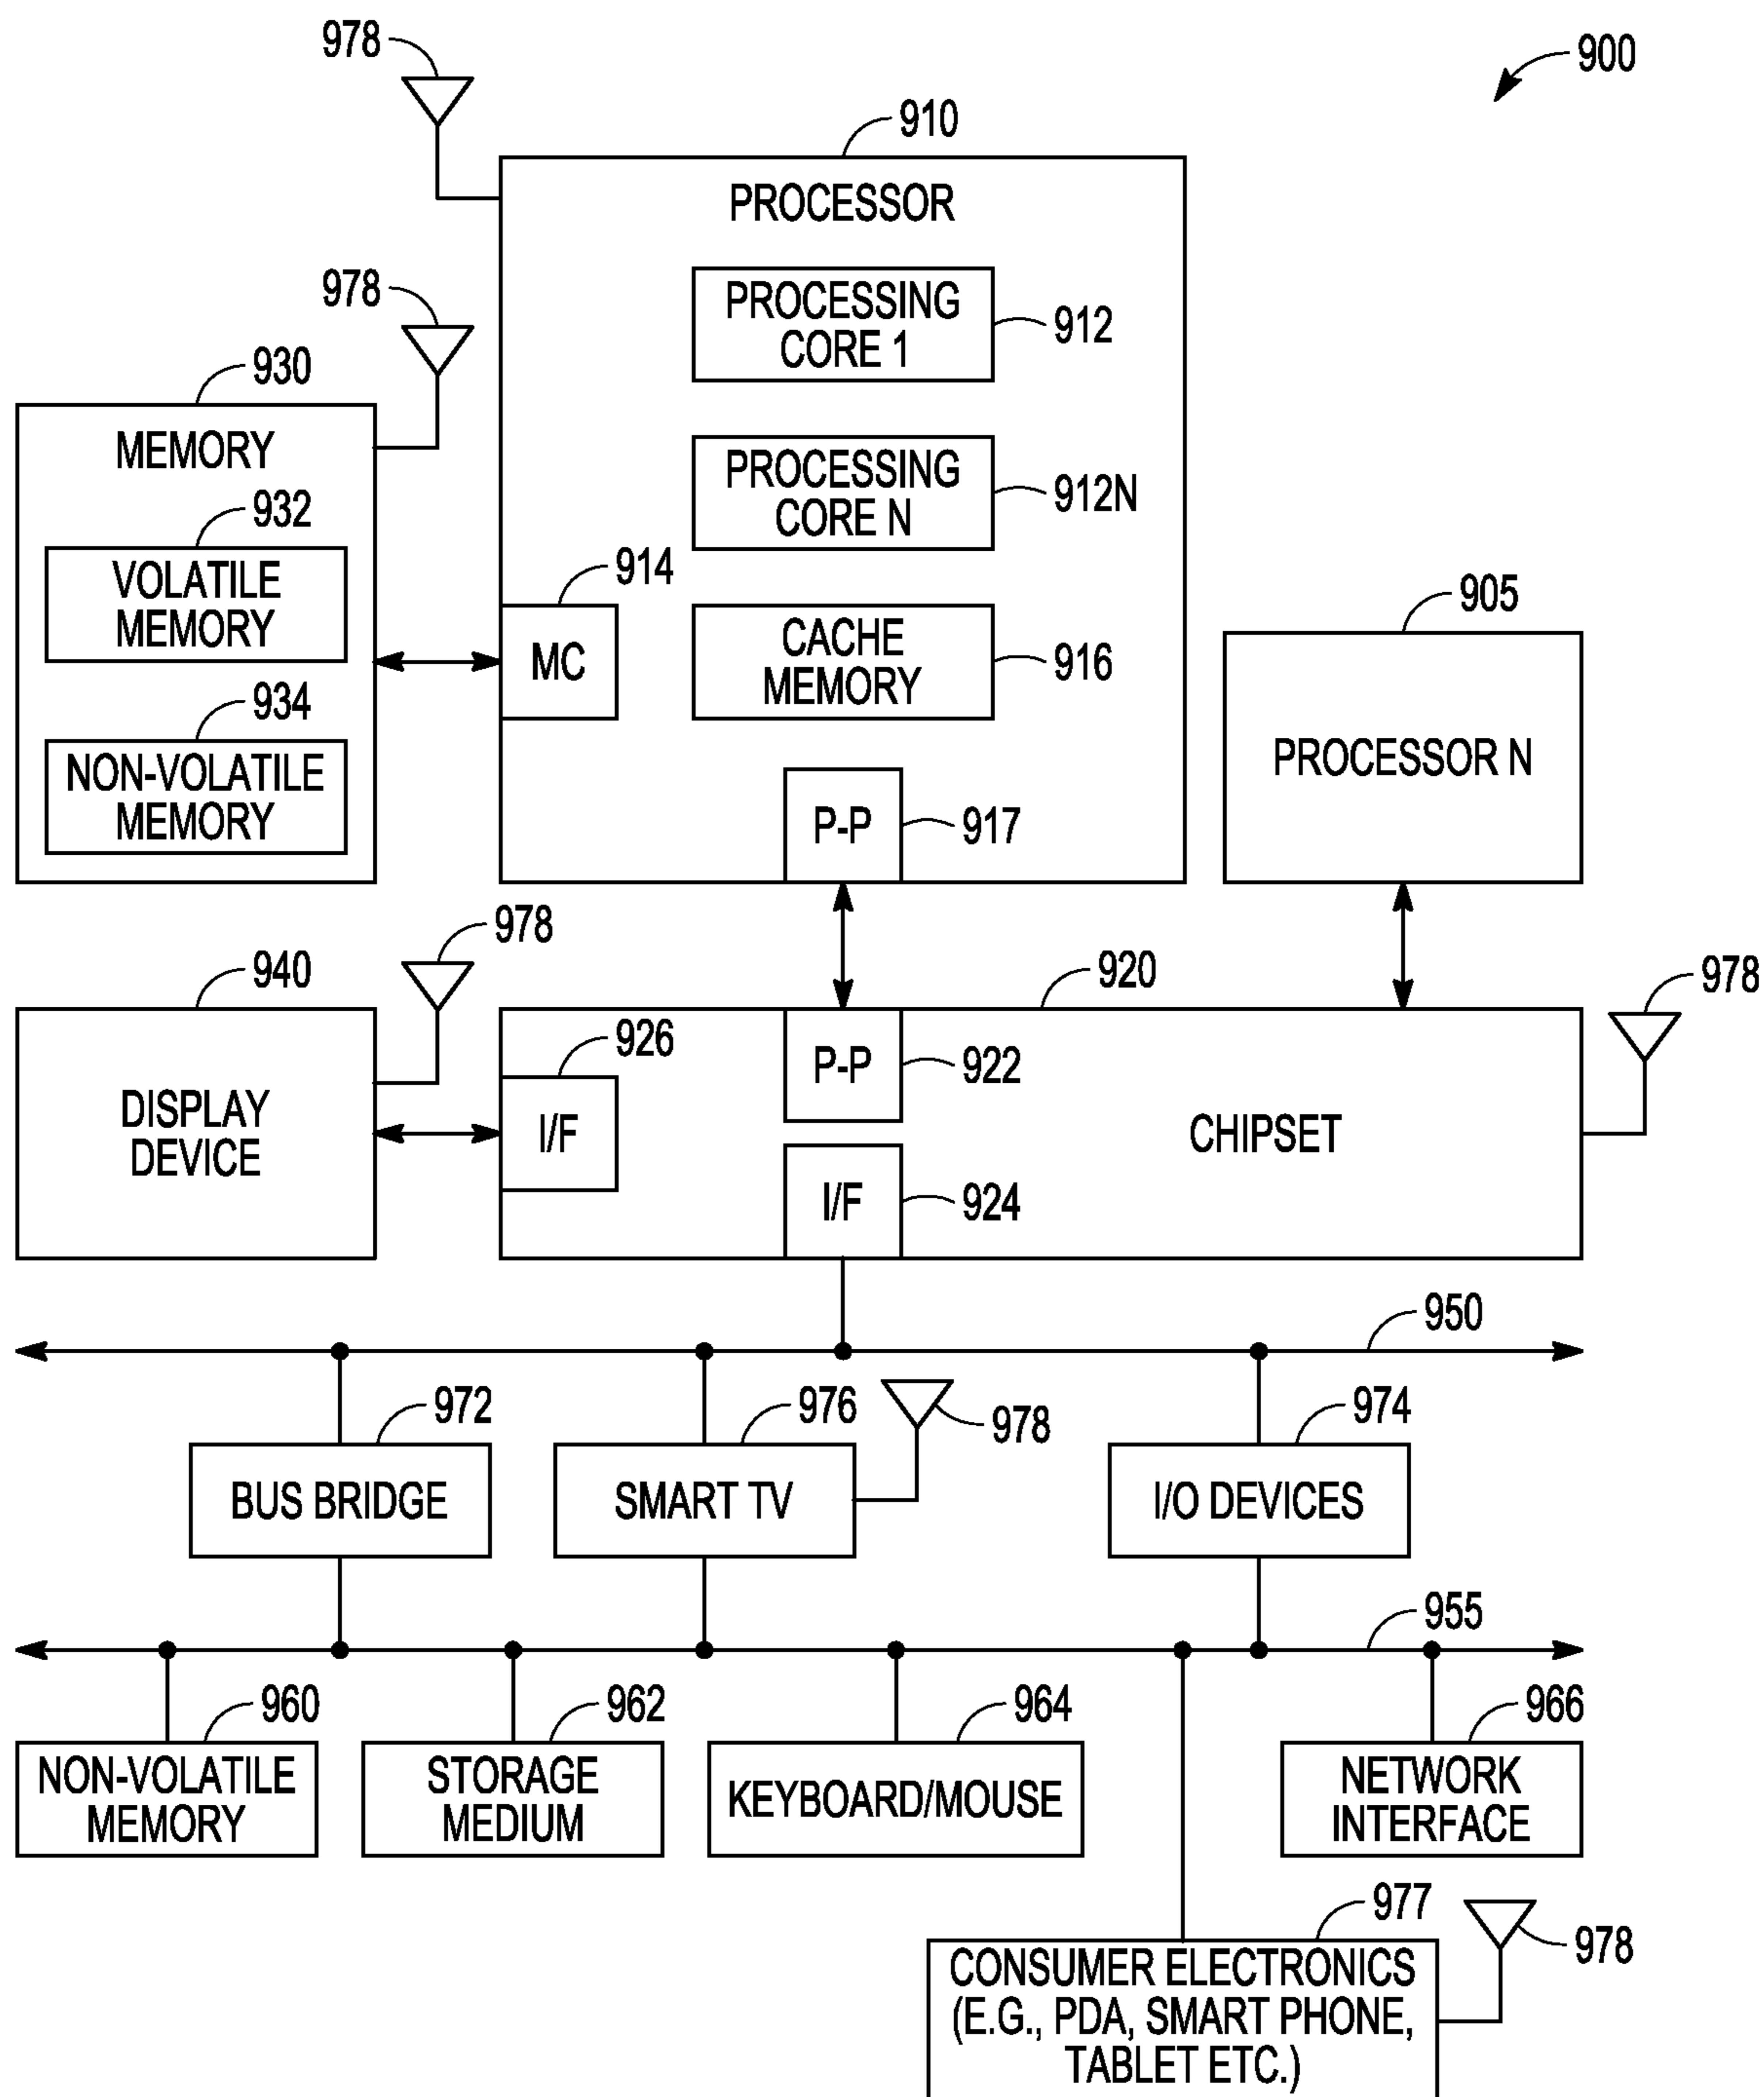 978
900
910
PROCESSOR
978
PROCESSING
CORE 1
912
930
MEMORY
PROCESSING
CORE N
912N
932
VOLATILE
MEMORY
914
MC
CACHE
MEMORY
916
905
PROCESSOR N
934
NON-VOLATILE
MEMORY
P-P
917
978
940
920
978
DISPLAY
DEVICE
926
I/F
P-P
922
CHIPSET
I/F
924
950
972
976
978
974
BUS BRIDGE
SMART TV
I/O DEVICES
955
960
962
964
966
NON-VOLATILE
MEMORY
STORAGE
MEDIUM
KEYBOARD/MOUSE
NETWORK
INTERFACE
977
978
CONSUMER ELECTRONICS
(E.G., PDA, SMART PHONE,
TABLET ETC.)